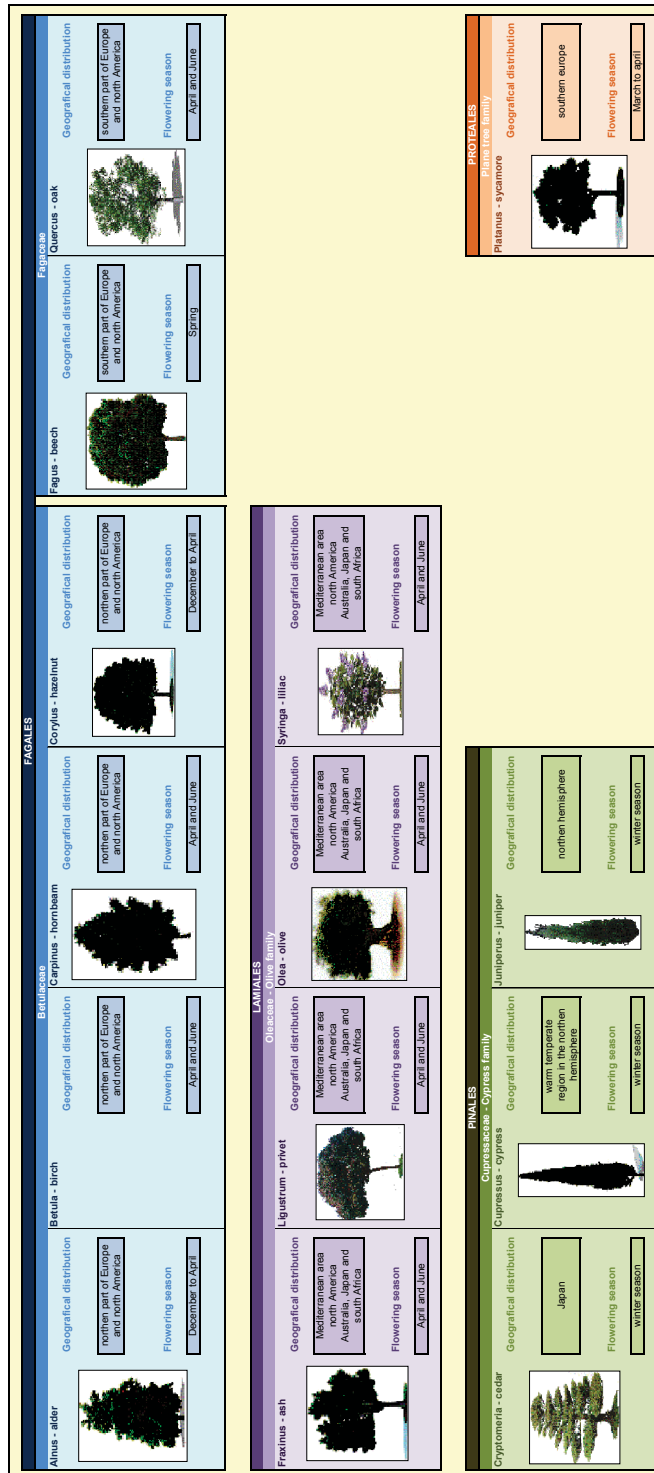 FAGALES
Betulaceae
Alnus - alder
Geografical distribution
northen part of Europe
and north America
Flowering season
December to April
Betula - birch
Geografical distribution
northen part of Europe
and north America
Flowering season
April and June
Carpinus - hornbeam
Geografical distribution
northen part of Europe
and north America
Flowering season
April and June
Corylus - hazelnut
Geografical distribution
northen part of Europe
and north America
Flowering season
December to April
Fagaceae
Fagus - beech
Geografical distribution
southern part of Europe
and north America
Flowering season
Spring
Quercus - oak
Geografical distribution
southern part of Europe
and north America
Flowering season
April and June
LAMIALES
Oleaceae - Olive family
Fraxinus - ash
Geografical distribution
Mediterranean area
north America
Australia, Japan and
south Africa
Flowering season
April and June
Ligustrum - privet
Geografical distribution
Mediterranean area
north America
Australia, Japan and
south Africa
Flowering season
April and June
Olea - olive
Geografical distribution
Mediterranean area
north America
Australia, Japan and
south Africa
Flowering season
April and June
Syringa - liliac
Geografical distribution
Mediterranean area
north America
Australia, Japan and
south Africa
Flowering season
April and June
PINALES
Cupressaceae - Cypress family
Cryptomeria - cedar
Geografical distribution
Japan
Flowering season
winter season
Cupressus - cypress
Geografical distribution
warm temperate
region in the northen
hemisphere
Flowering season
winter season
Juniperus - juniper
Geografical distribution
northen hemisphere
Flowering season
winter season
PROTEALES
Plane tree family
Platanus - sycamore
Geografical distribution
southern europe
Flowering season
March to april